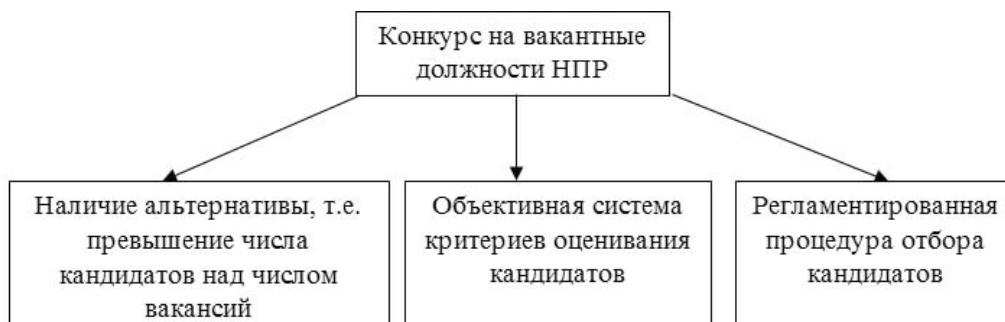 Конкурс на вакантные
должности НПР
Наличие альтернативы, т.е.
превышение числа
кандидатов над числом
вакансий
Объективная система
критериев оценивания
кандидатов
Регламентированная
процедура отбора
кандидатов